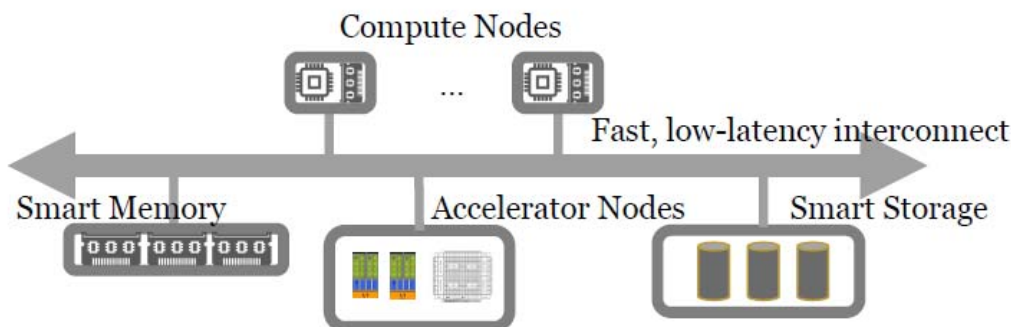 Compute Nodes
...
Fast, low-latency interconnect
Smart Memory
Accelerator Nodes
Smart Storage